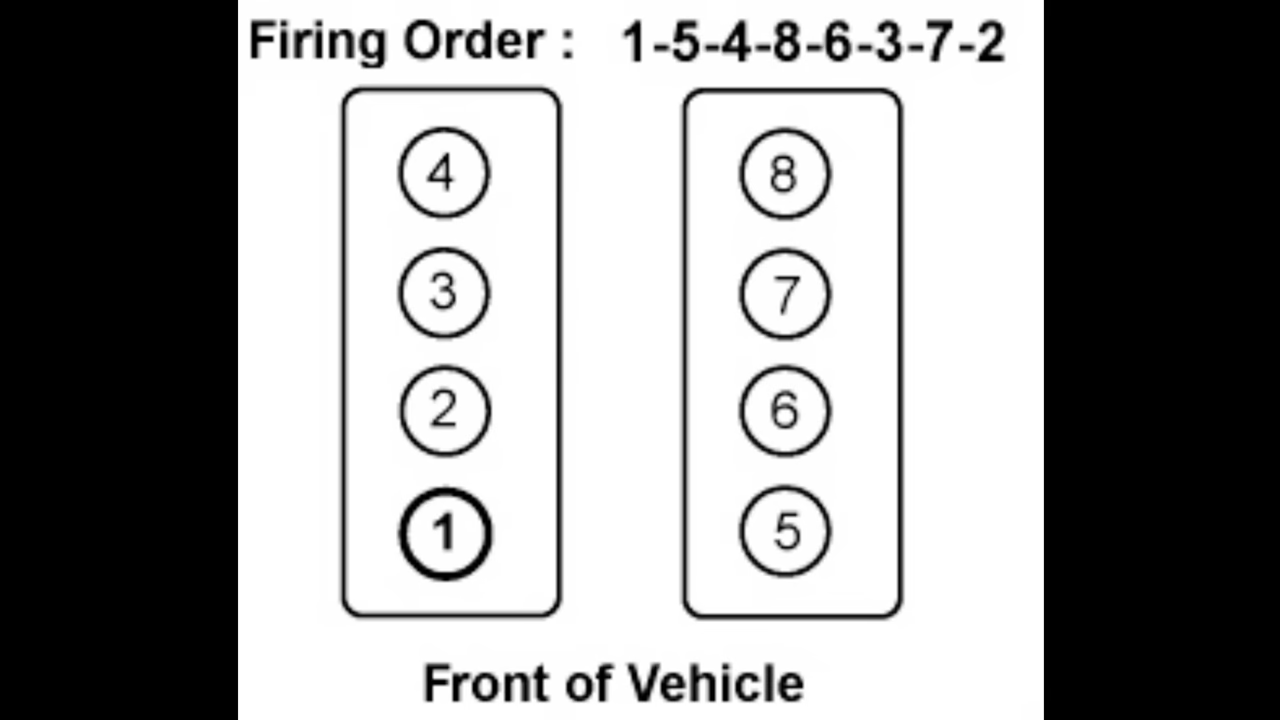 Firing Order : 1-5-4-8-6-3-7-2
4 8
3 7
2 6
1 5
Front of Vehicle